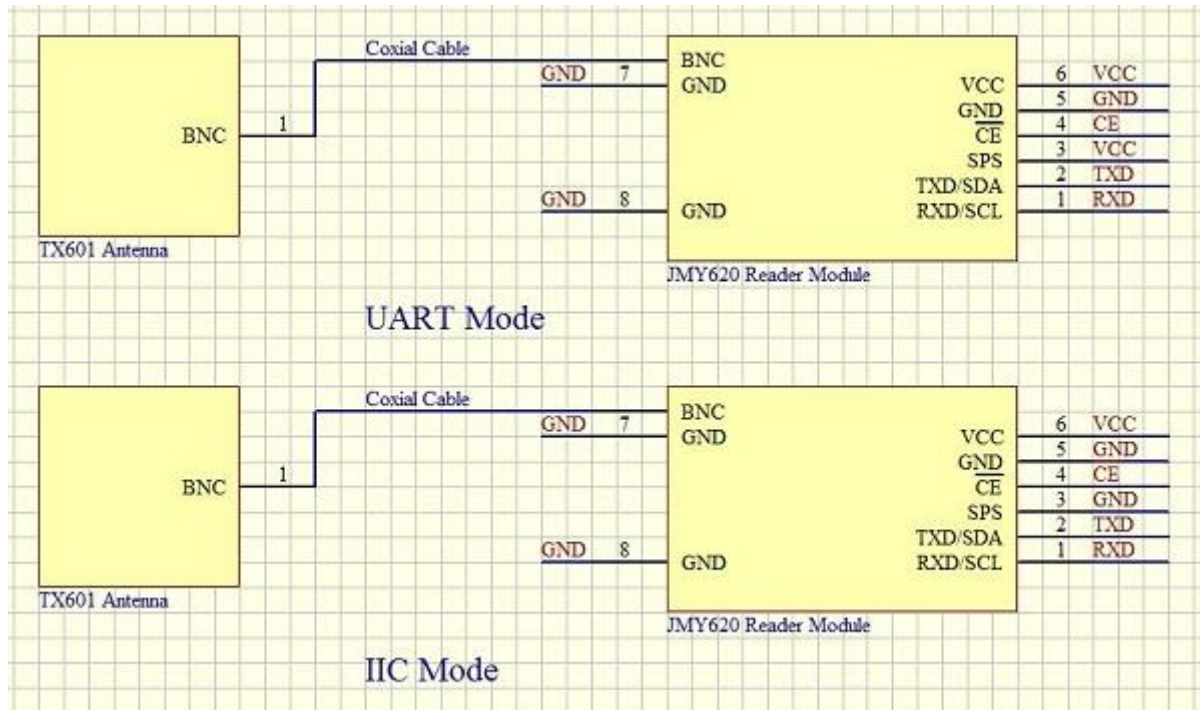 Coxial Cable
BNC
GND 7
GND
VCC 6 VCC
GND 5 GND
CE 4 CE
BNC 1
SPS 3 VCC
TXD/SDA 2 TXD
GND 8
GND
RXD/SCL 1 RXD
TX601 Antenna
JMY620 Reader Module
UART Mode
Coxial Cable
BNC
GND 7
GND
VCC 6 VCC
GND 5 GND
CE 4 CE
BNC 1
SPS 3 GND
TXD/SDA 2 TXD
GND 8
GND
RXD/SCL 1 RXD
TX601 Antenna
JMY620 Reader Module
IIC Mode